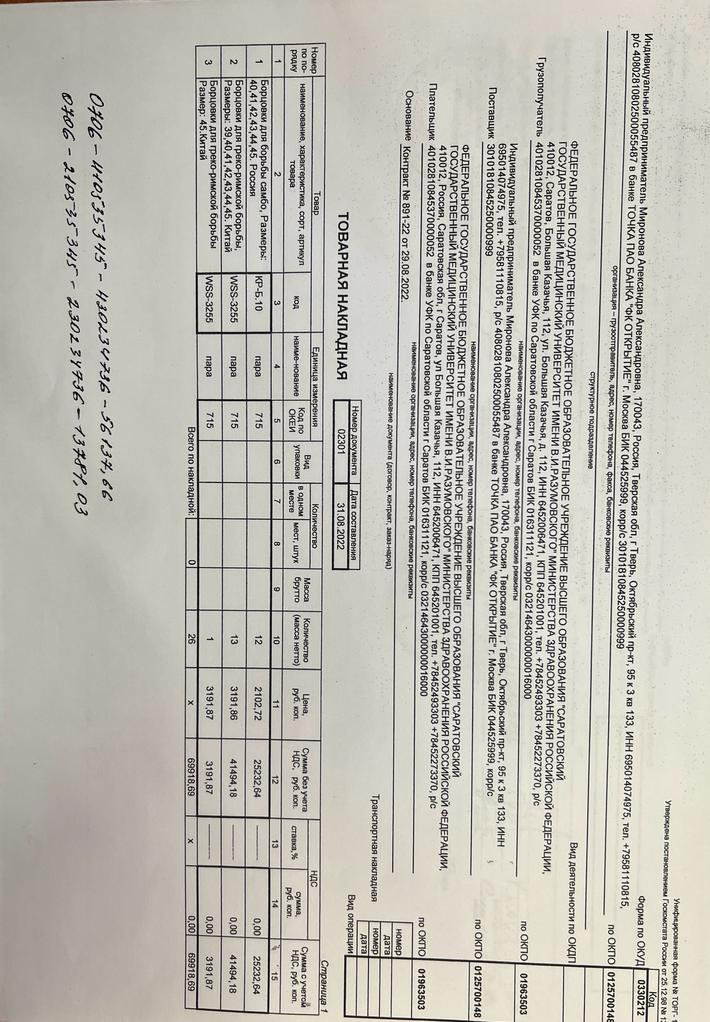 Унифицированная форма № ТОРГ-1
Утверждена постановлением Госкомстата России от 25.12.98 №
Код
Форма по ОКУД 0330212
Индивидуальный предприниматель Миронова Александра Александровна, 170043, Россия, Тверская обл, г Тверь, Октябрьский пр-кт, 95 к 3 кв 133, ИНН 695014074975, тел. +79581110815,
р/с 40802810802500055487 в банке ТОЧКА ПАО БАНКА "ФК ОТКРЫТИЕ" г. Москва БИК 044525999, корр/с 30101810845250000999
по ОКПО 0125700148
организация – грузоотправитель, адрес, номер телефона, факса, банковские реквизиты
структурное подразделение
Вид деятельности по ОКДП
ФЕДЕРАЛЬНОЕ ГОСУДАРСТВЕННОЕ БЮДЖЕТНОЕ ОБРАЗОВАТЕЛЬНОЕ УЧРЕЖДЕНИЕ ВЫСШЕГО ОБРАЗОВАНИЯ "САРАТОВСКИЙ
ГОСУДАРСТВЕННЫЙ МЕДИЦИНСКИЙ УНИВЕРСИТЕТ ИМЕНИ В.И.РАЗУМОВСКОГО" МИНИСТЕРСТВА ЗДРАВООХРАНЕНИЯ РОССИЙСКОЙ ФЕДЕРАЦИИ,
410012, Саратов, Большая Казачья, 112, ул. Большая Казачья, д. 112, ИНН 6452006471, КПП 645201001, тел. +78452493303 +78452273370, р/с
Грузополучатель 40102810845370000052 в банке УФК по Саратовской области г Саратов БИК 016311121, корр/с 03214643000000016000
по ОКПО 01963503
наименование организации, адрес, номер телефона, банковские реквизиты
Индивидуальный предприниматель Миронова Александра Александровна, 170043, Россия, Тверская обл, г Тверь, Октябрьский пр-кт, 95 к 3 кв 133, ИНН
695014074975, тел. +79581110815, р/с 40802810802500055487 в банке ТОЧКА ПАО БАНКА "ФК ОТКРЫТИЕ" г. Москва БИК 044525999, корр/с
Поставщик 30101810845250000999
по ОКПО 0125700148
наименование организации, адрес, номер телефона, банковские реквизиты
ФЕДЕРАЛЬНОЕ ГОСУДАРСТВЕННОЕ БЮДЖЕТНОЕ ОБРАЗОВАТЕЛЬНОЕ УЧРЕЖДЕНИЕ ВЫСШЕГО ОБРАЗОВАНИЯ "САРАТОВСКИЙ
ГОСУДАРСТВЕННЫЙ МЕДИЦИНСКИЙ УНИВЕРСИТЕТ ИМЕНИ В.И.РАЗУМОВСКОГО" МИНИСТЕРСТВА ЗДРАВООХРАНЕНИЯ РОССИЙСКОЙ ФЕДЕРАЦИИ,
410012, Россия, Саратовская обл, г Саратов, ул Большая Казачья, 112, ИНН 6452006471, КПП 645201001, тел. +78452493303 +78452273370, р/с
Плательщик 40102810845370000052 в банке УФК по Саратовской области г Саратов БИК 016311121, корр/с 03214643000000016000
по ОКПО 01963503
наименование организации, адрес, номер телефона, банковские реквизиты
Основание Контракт № 891-22 от 29.08.2022.
номер
наименование документа (договор, контракт, заказ-наряд)
дата
Транспортная накладная номер
дата
Вид операции
Номер документа Дата составления
ТОВАРНАЯ НАКЛАДНАЯ 02301 31.08.2022
Страница 1
Номер по по-рядку Товар Единица измерения Вид упаковки Количество Масса брутто Количество (масса нетто) Цена, руб. коп. Сумма без учета НДС, руб. коп. НДС Сумма с учетом НДС, руб. коп.
наименование, характеристика, сорт, артикул товара код наиме-нование Код по ОКЕИ в одном месте мест, штук ставка,% сумма, руб. коп.
1 2 3 4 5 6 7 8 9 10 11 12 13 14 15
1 Борцовки для борьбы самбо, Размеры: 40,41,42,43,44,45. Россия КР-Б.10 пара 715 12 2102,72 25232,64 0,00 25232,64
2 Борцовки для греко-римской борьбы, Размеры: 39,40,41,42,43,44,45. Китай WSS-3255 пара 715 13 3191,86 41494,18 0,00 41494,18
3 Борцовки для греко-римской борьбы Размер: 45.Китай WSS-3255 пара 715 1 3191,87 3191,87 0,00 3191,87
Всего по накладной: 0 26 x 69918,69 x 0,00 69918,69